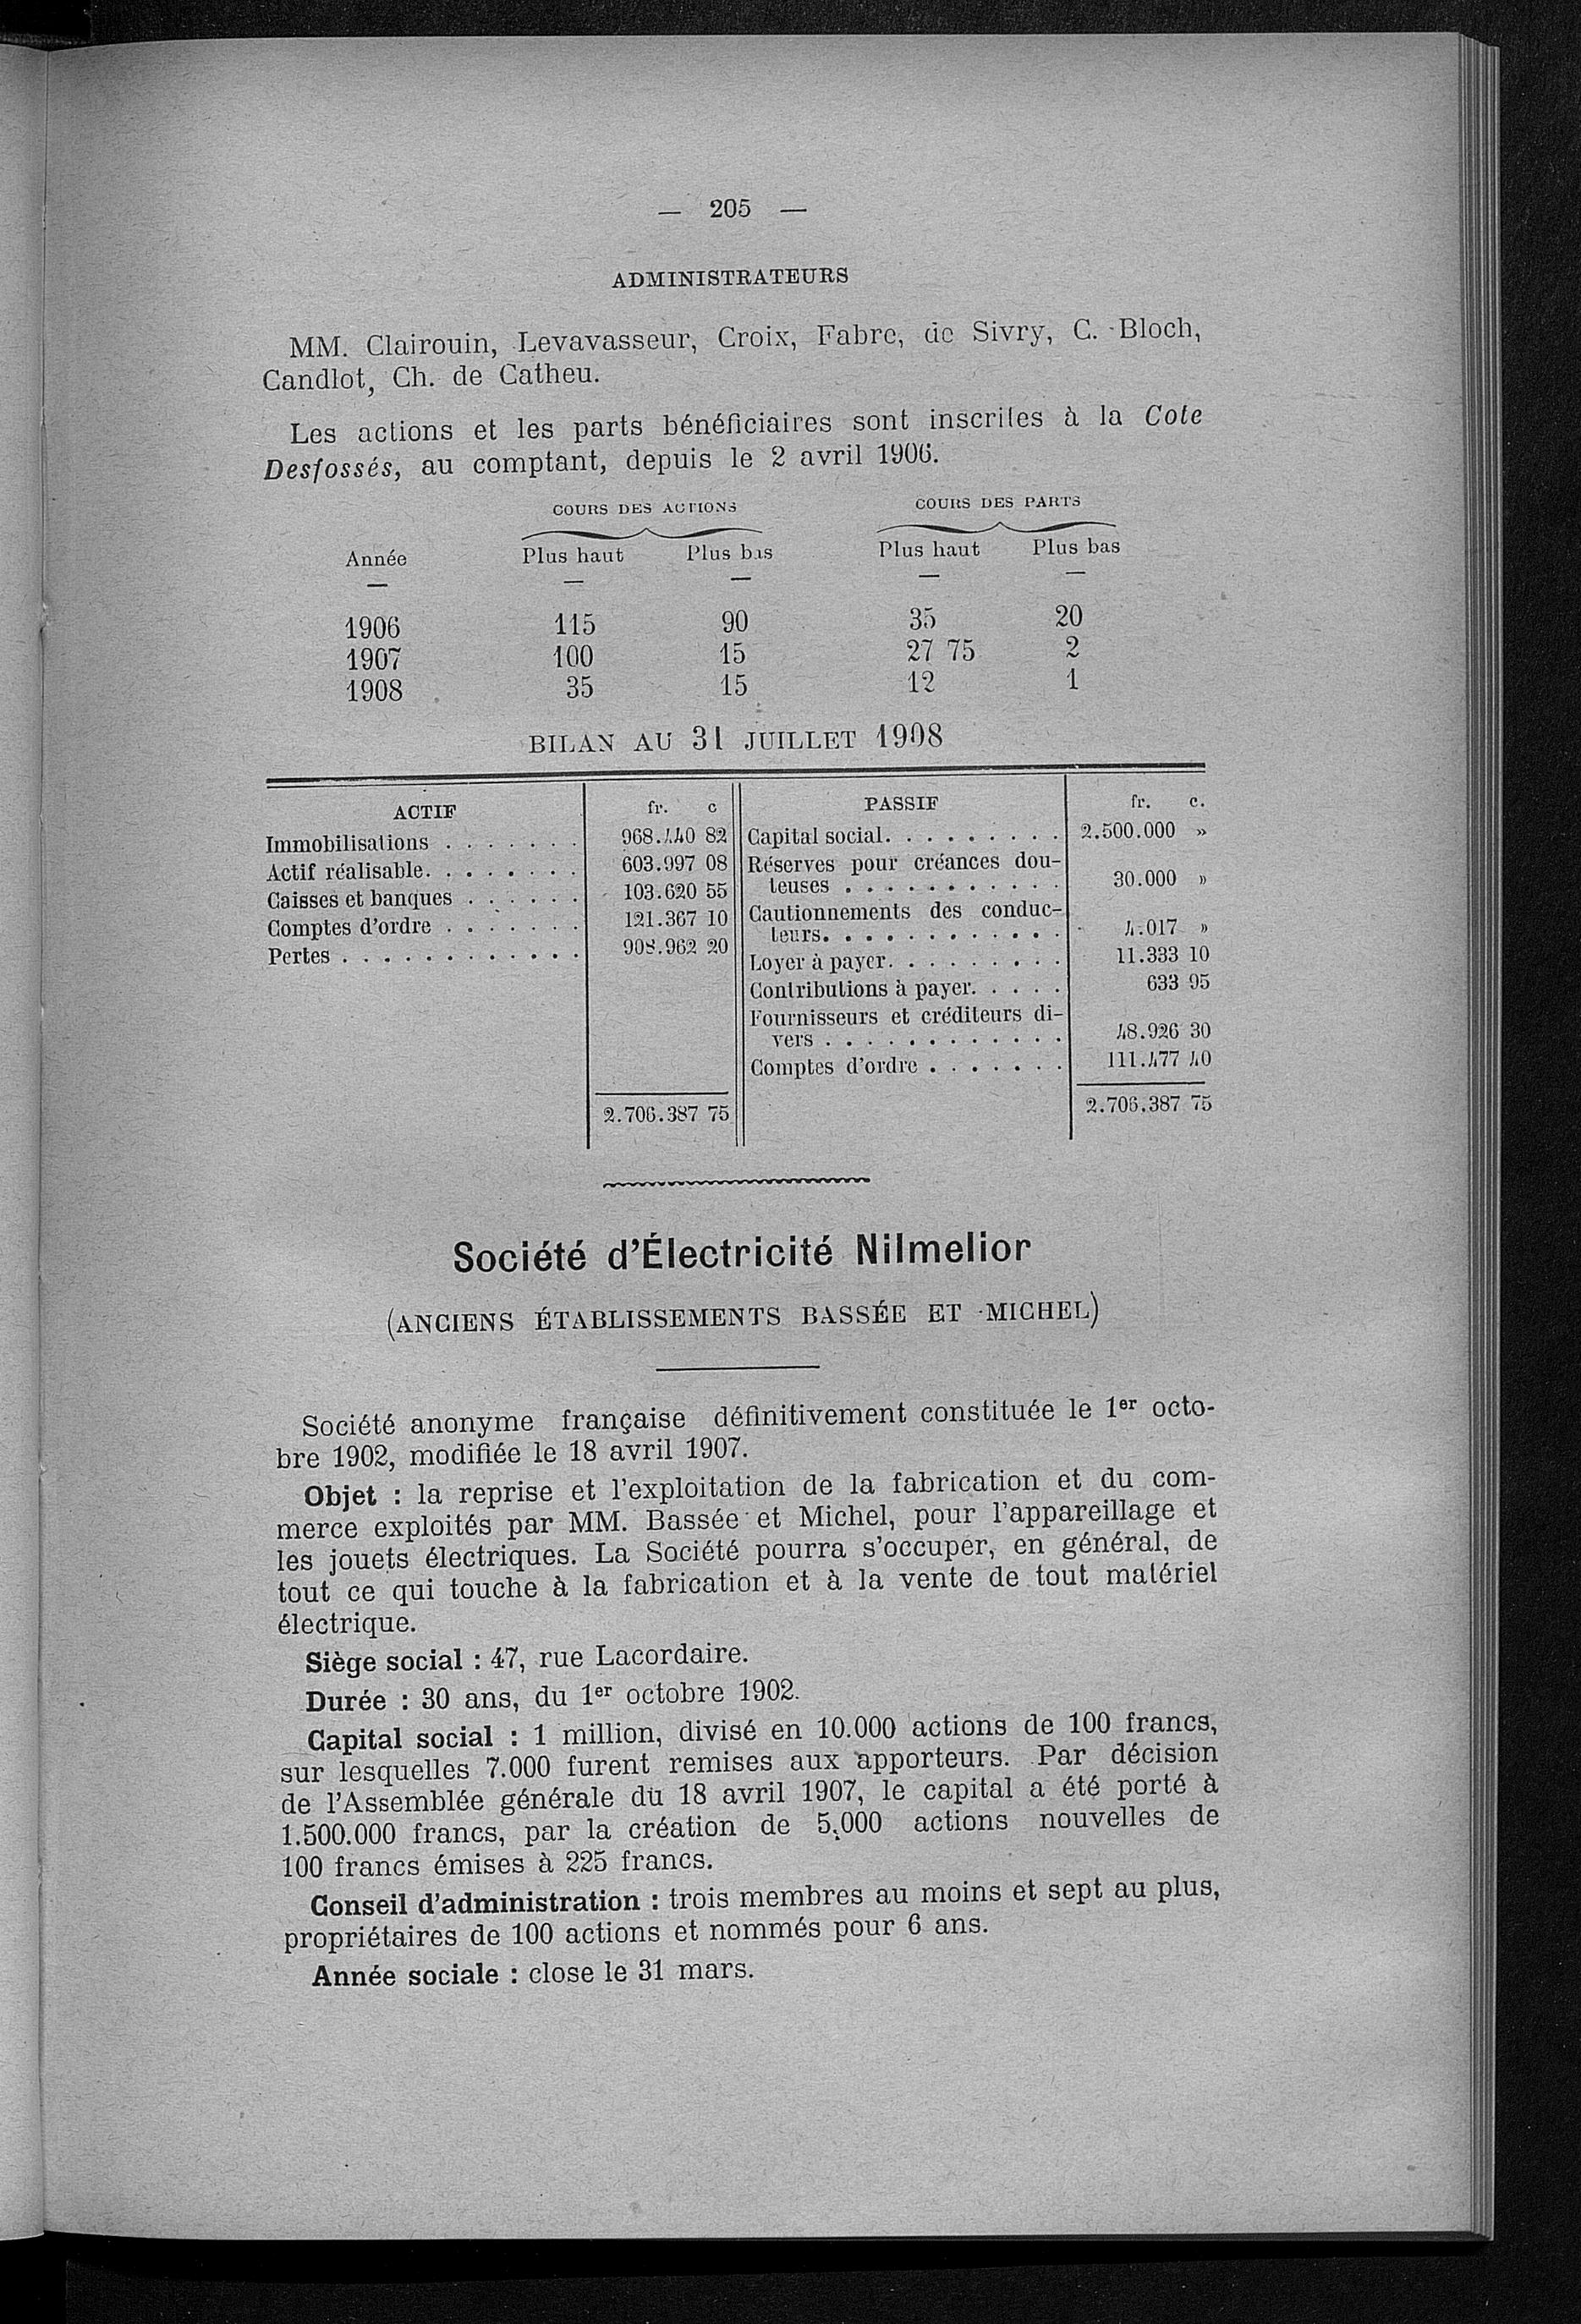 — 205 —
ADMINISTRATEURS
MM. Clairouin, Levavasseur, Croix, Fabre, de Sivry, C. Bloch,
Candlot, Ch. de Catheu.
Les actions et les parts bénéficiaires sont inscrites à la Cote
Desfossés, au comptant, depuis le 2 avril 1906.
COURS DES ACTIONS COURS DES PARTS
Année Plus haut Plus bas Plus haut Plus bas
— — — — —
1906 115 90 35 20
1907 100 15 27 75 2
1908 35 15 12 1
BILAN AU 31 JUILLET 1908
ACTIF fr. c PASSIF fr. c.
Immobilisations . . . . . . . 968.440 82 Capital social. . . . . . . . . 2.500.000 »
Actif réalisable. . . . . . . . 603.997 08 Réserves pour créances dou-
Caisses et banques . . . . . . 103.620 55 teuses . . . . . . . . . . . 30.000 »
Comptes d'ordre . . . . . . . 121.367 10 Cautionnements des conduc-
Pertes . . . . . . . . . . . . 908.962 20 teurs. . . . . . . . . . . . 4.017 »
Loyer à payer. . . . . . . . . 11.333 10
Contributions à payer. . . . . 633 95
Fournisseurs et créditeurs di-
vers . . . . . . . . . . . . 48.926 30
Comptes d'ordre . . . . . . . 111.477 40
2.706.387 75 2.706.387 75
Société d'Électricité Nilmelior
(ANCIENS ÉTABLISSEMENTS BASSÉE ET MICHEL)
Société anonyme française définitivement constituée le 1er octo-
bre 1902, modifiée le 18 avril 1907.
Objet : la reprise et l'exploitation de la fabrication et du com-
merce exploités par MM. Bassée et Michel, pour l'appareillage et
les jouets électriques. La Société pourra s'occuper, en général, de
tout ce qui touche à la fabrication et à la vente de tout matériel
électrique.
Siège social : 47, rue Lacordaire.
Durée : 30 ans, du 1er octobre 1902.
Capital social : 1 million, divisé en 10.000 actions de 100 francs,
sur lesquelles 7.000 furent remises aux apporteurs. Par décision
de l'Assemblée générale du 18 avril 1907, le capital a été porté à
1.500.000 francs, par la création de 5.000 actions nouvelles de
100 francs émises à 225 francs.
Conseil d'administration : trois membres au moins et sept au plus,
propriétaires de 100 actions et nommés pour 6 ans.
Année sociale : close le 31 mars.